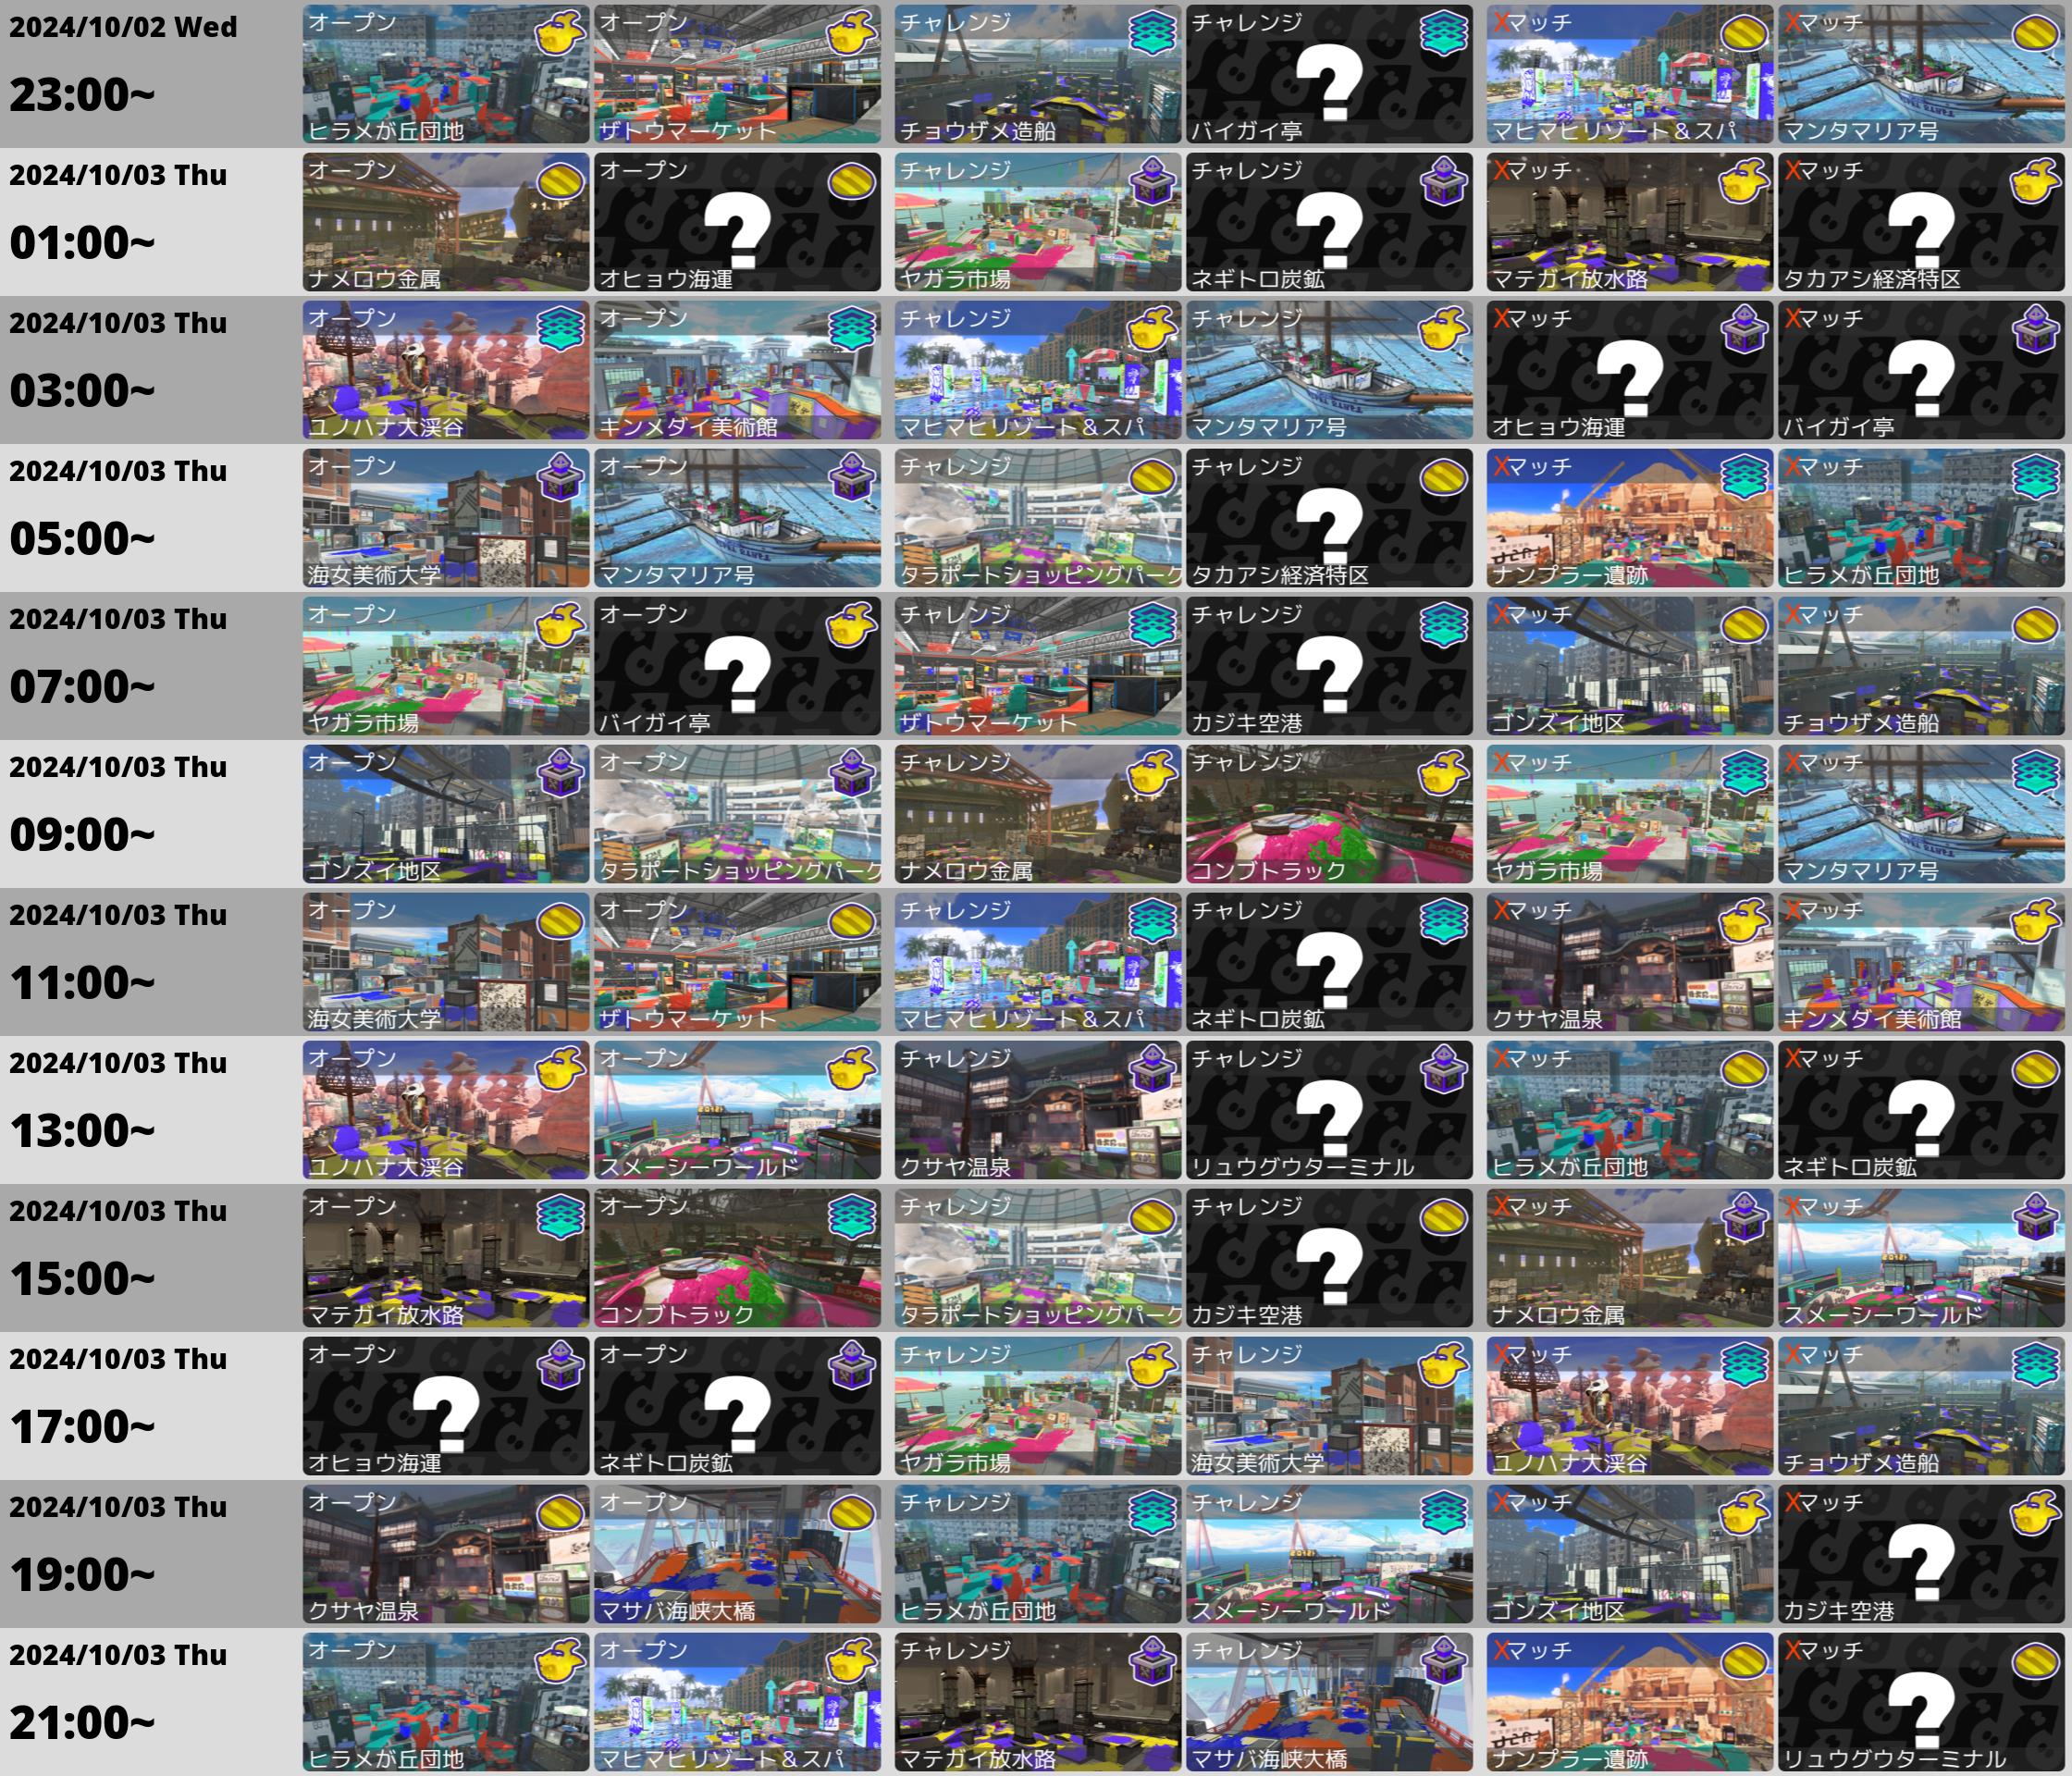 2024/10/02 Wed
23:00~
オープン オープン チャレンジ チャレンジ Xマッチ Xマッチ
ヒラメが丘団地 ザトウマーケット チョウザメ造船 バイガイ亭 マヒマヒリゾート＆スパ マンタマリア号
2024/10/03 Thu
01:00~
オープン オープン チャレンジ チャレンジ Xマッチ Xマッチ
ナメロウ金属 オヒョウ海運 ヤガラ市場 ネギトロ炭鉱 マテガイ放水路 タカアシ経済特区
2024/10/03 Thu
03:00~
オープン オープン チャレンジ チャレンジ Xマッチ Xマッチ
ユノハナ大渓谷 キンメダイ美術館 マヒマヒリゾート＆スパ マンタマリア号 オヒョウ海運 バイガイ亭
2024/10/03 Thu
05:00~
オープン オープン チャレンジ チャレンジ Xマッチ Xマッチ
海女美術大学 マンタマリア号 タラポートショッピングパーク タカアシ経済特区 ナンプラー遺跡 ヒラメが丘団地
2024/10/03 Thu
07:00~
オープン オープン チャレンジ チャレンジ Xマッチ Xマッチ
ヤガラ市場 バイガイ亭 ザトウマーケット カジキ空港 ゴンズイ地区 チョウザメ造船
2024/10/03 Thu
09:00~
オープン オープン チャレンジ チャレンジ Xマッチ Xマッチ
ゴンズイ地区 タラポートショッピングパーク ナメロウ金属 コンブトラック ヤガラ市場 マンタマリア号
2024/10/03 Thu
11:00~
オープン オープン チャレンジ チャレンジ Xマッチ Xマッチ
海女美術大学 ザトウマーケット マヒマヒリゾート＆スパ ネギトロ炭鉱 クサヤ温泉 キンメダイ美術館
2024/10/03 Thu
13:00~
オープン オープン チャレンジ チャレンジ Xマッチ Xマッチ
ユノハナ大渓谷 スメーシーワールド クサヤ温泉 リュウグウターミナル ヒラメが丘団地 ネギトロ炭鉱
2024/10/03 Thu
15:00~
オープン オープン チャレンジ チャレンジ Xマッチ Xマッチ
マテガイ放水路 コンブトラック タラポートショッピングパーク カジキ空港 ナメロウ金属 スメーシーワールド
2024/10/03 Thu
17:00~
オープン オープン チャレンジ チャレンジ Xマッチ Xマッチ
オヒョウ海運 ネギトロ炭鉱 ヤガラ市場 海女美術大学 ユノハナ大渓谷 チョウザメ造船
2024/10/03 Thu
19:00~
オープン オープン チャレンジ チャレンジ Xマッチ Xマッチ
クサヤ温泉 マサバ海峡大橋 ヒラメが丘団地 スメーシーワールド ゴンズイ地区 カジキ空港
2024/10/03 Thu
21:00~
オープン オープン チャレンジ チャレンジ Xマッチ Xマッチ
ヒラメが丘団地 マヒマヒリゾート＆スパ マテガイ放水路 マサバ海峡大橋 ナンプラー遺跡 リュウグウターミナル